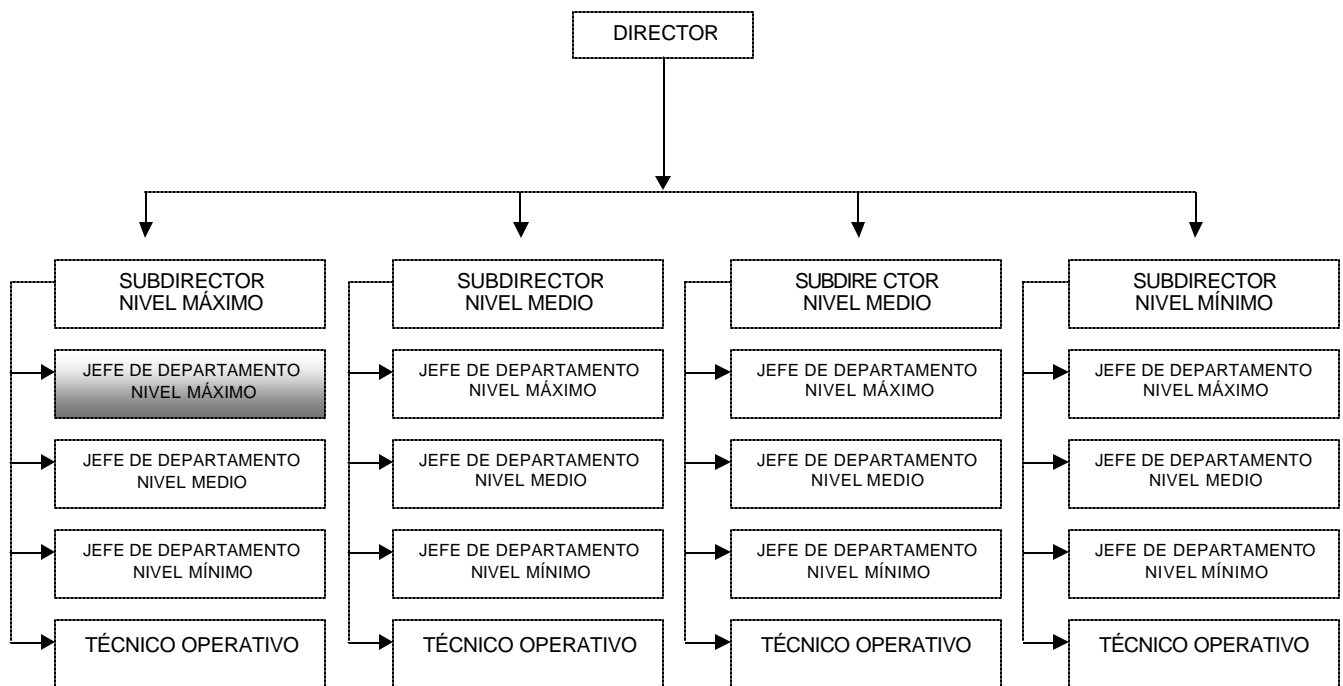 DIRECTOR
SUBDIRECTOR
NIVEL MÁXIMO
SUBDIRECTOR
NIVEL MEDIO
SUBDIRE CTOR
NIVEL MEDIO
SUBDIRECTOR
NIVEL MÍNIMO
JEFE DE DEPARTAMENTO
NIVEL MÁXIMO
JEFE DE DEPARTAMENTO
NIVEL MÁXIMO
JEFE DE DEPARTAMENTO
NIVEL MÁXIMO
JEFE DE DEPARTAMENTO
NIVEL MÁXIMO
JEFE DE DEPARTAMENTO
NIVEL MEDIO
JEFE DE DEPARTAMENTO
NIVEL MEDIO
JEFE DE DEPARTAMENTO
NIVEL MEDIO
JEFE DE DEPARTAMENTO
NIVEL MEDIO
JEFE DE DEPARTAMENTO
NIVEL MÍNIMO
JEFE DE DEPARTAMENTO
NIVEL MÍNIMO
JEFE DE DEPARTAMENTO
NIVEL MÍNIMO
JEFE DE DEPARTAMENTO
NIVEL MÍNIMO
TÉCNICO OPERATIVO
TÉCNICO OPERATIVO
TÉCNICO OPERATIVO
TÉCNICO OPERATIVO